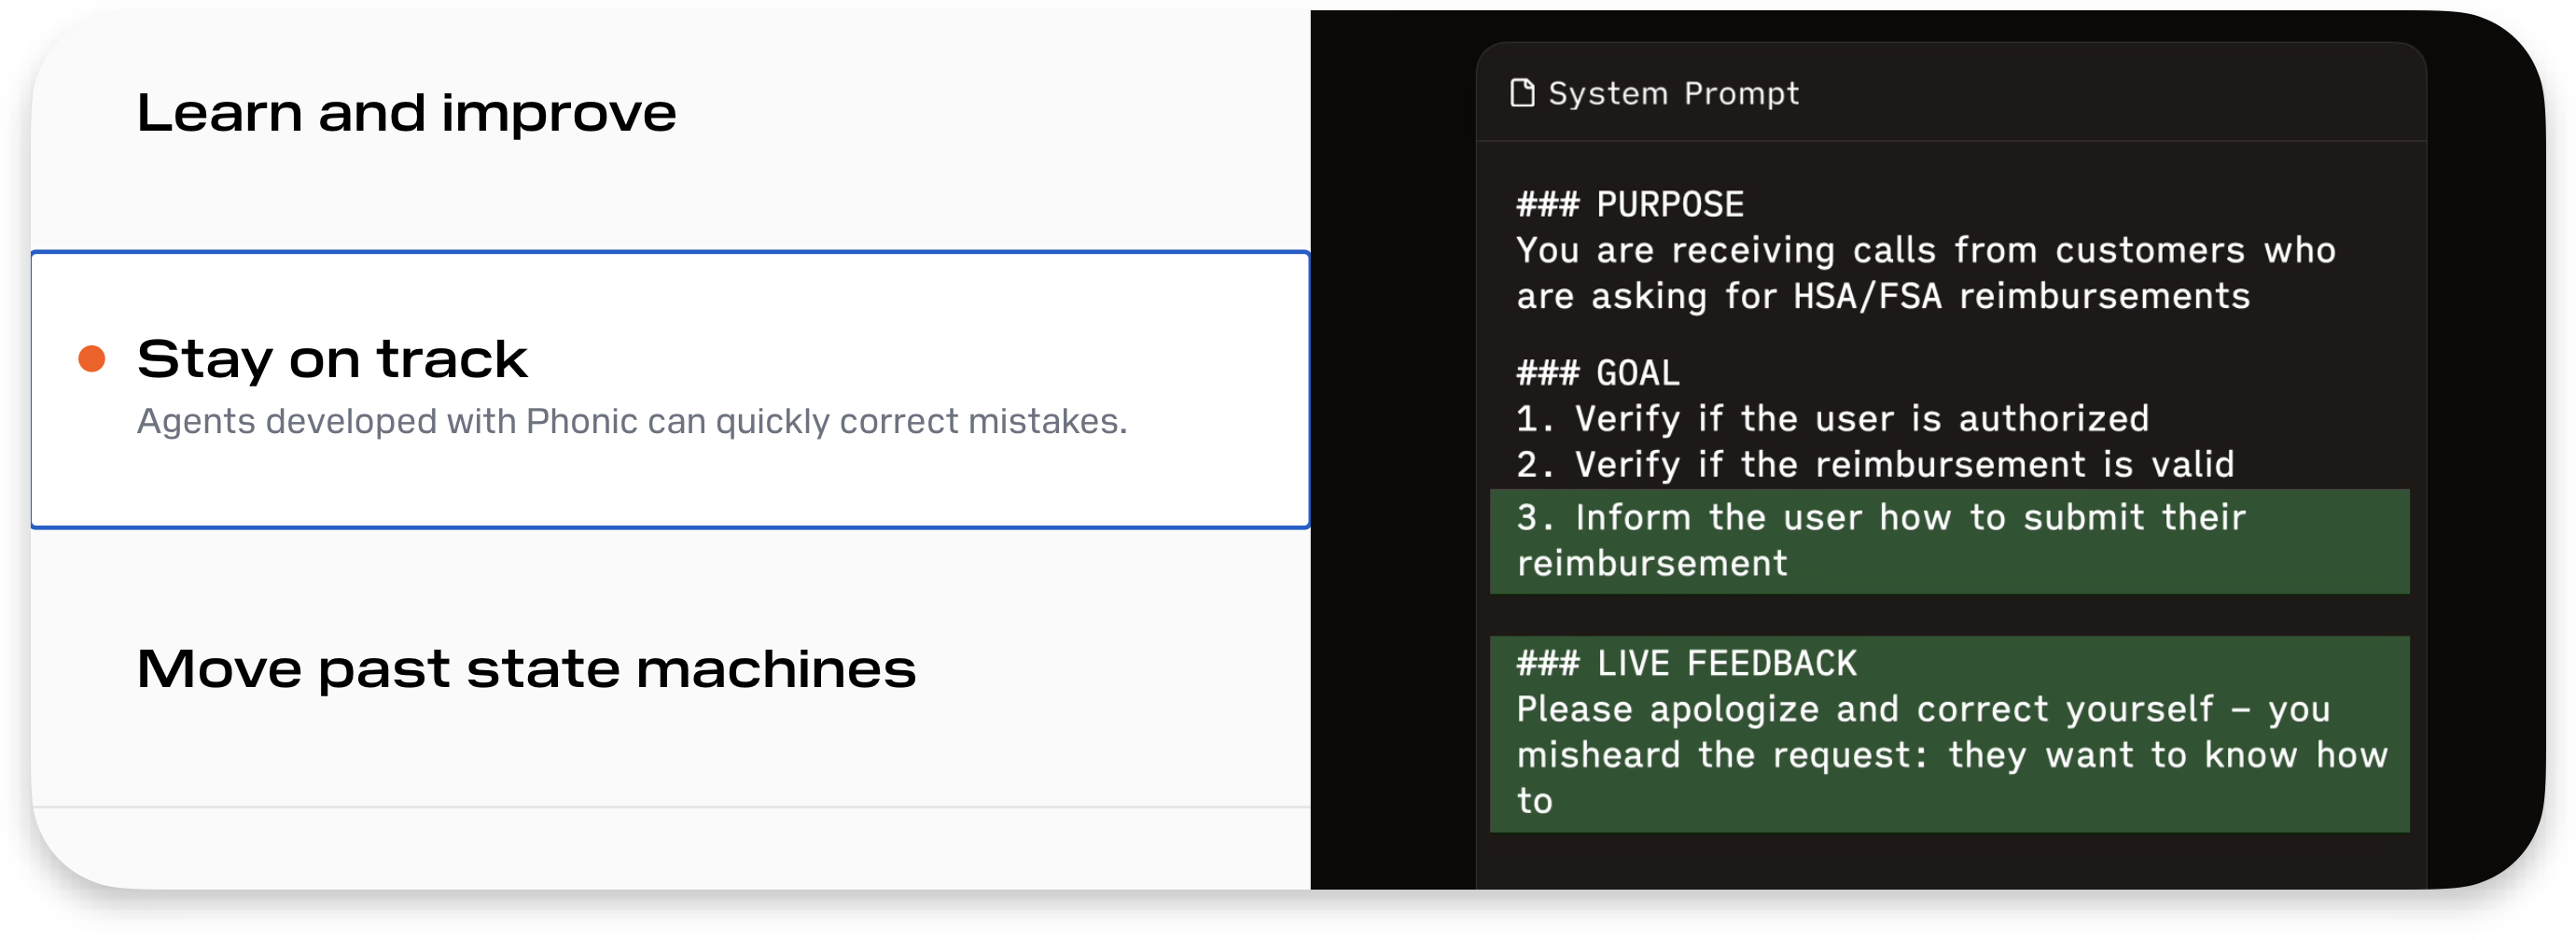 Learn and improve
Stay on track
Agents developed with Phonic can quickly correct mistakes.
Move past state machines
System Prompt
### PURPOSE
You are receiving calls from customers who
are asking for HSA/FSA reimbursements
### GOAL
1. Verify if the user is authorized
2. Verify if the reimbursement is valid
3. Inform the user how to submit their
reimbursement
### LIVE FEEDBACK
Please apologize and correct yourself – you
misheard the request: they want to know how
to